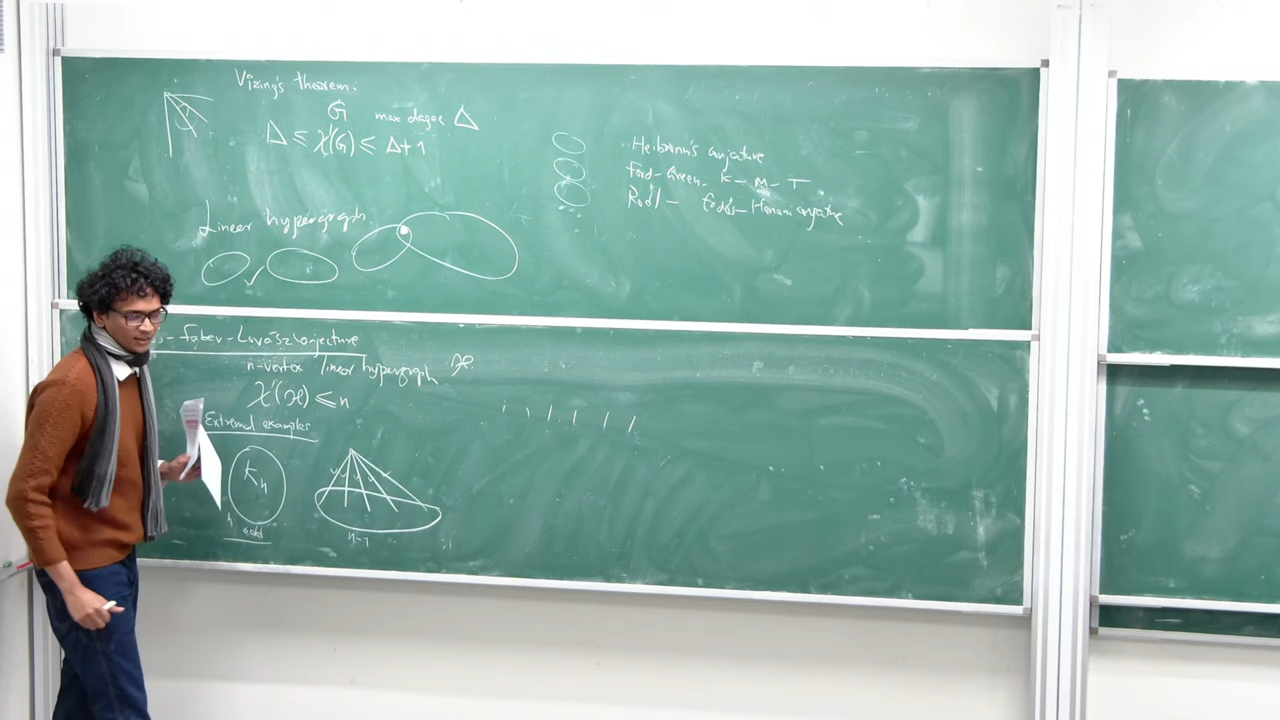 Vizing's theorem:
G max degree Δ
Δ ≤ χ'(G) ≤ Δ+1
Heilbronn's conjecture
Ford-Green- K - M - T
Rödl - Erdős-Hanani conjecture
Linear hypergraph
- Faber-Lovász Conjecture
n-vertex linear hypergraph H
χ'(H) ≤ n
Extremal examples
K_n
n
odd
n-1